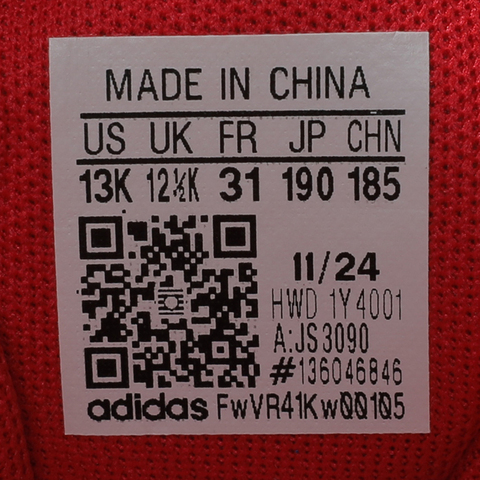 MADE IN CHINA
US UK FR JP CHN
13K 12½K 31 190 185
11/24
HWD 1Y4001
A:JS3090
#136046846
adidas FwVR41Kw00105